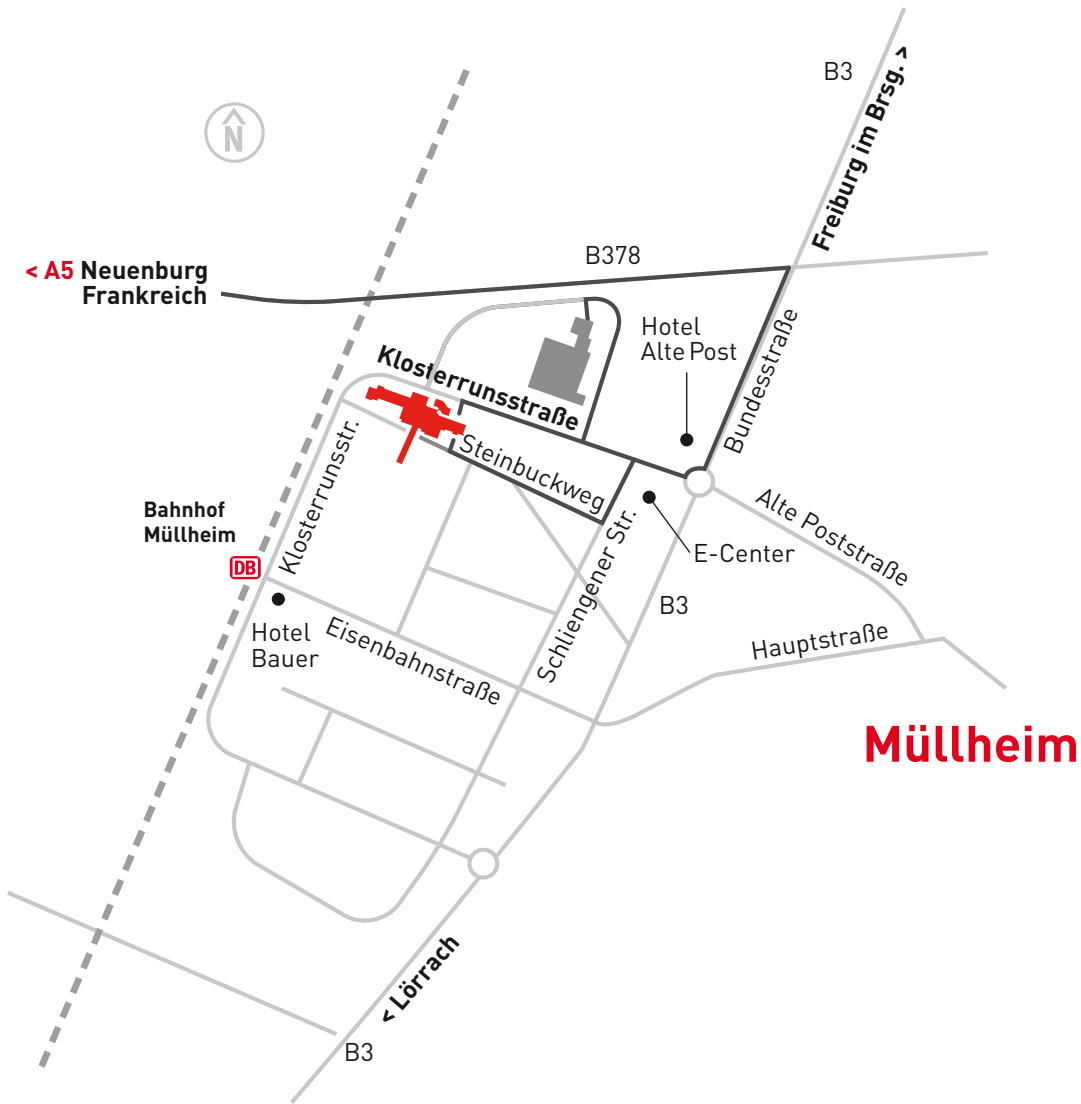 B3
Freiburg im Brsg. >
N
B378
< A5 Neuenburg
Frankreich
Hotel
Alte Post
Bundesstraße
Klosterrunsstraße
Steinbuckweg
Klosterrunsstr.
Alte Poststraße
Bahnhof
Müllheim
DB
E-Center
Schliengener Str.
B3
Hotel
Bauer
Eisenbahnstraße
Hauptstraße
Müllheim
< Lörrach
B3